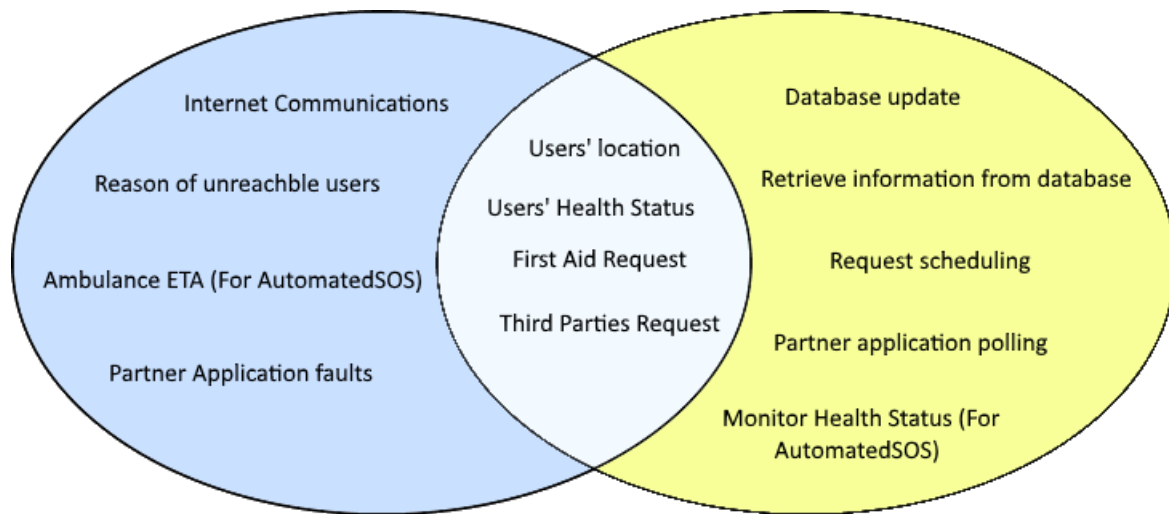 Internet Communications
Reason of unreachble users
Ambulance ETA (For AutomatedSOS)
Partner Application faults
Users' location
Users' Health Status
First Aid Request
Third Parties Request
Database update
Retrieve information from database
Request scheduling
Partner application polling
Monitor Health Status (For
AutomatedSOS)